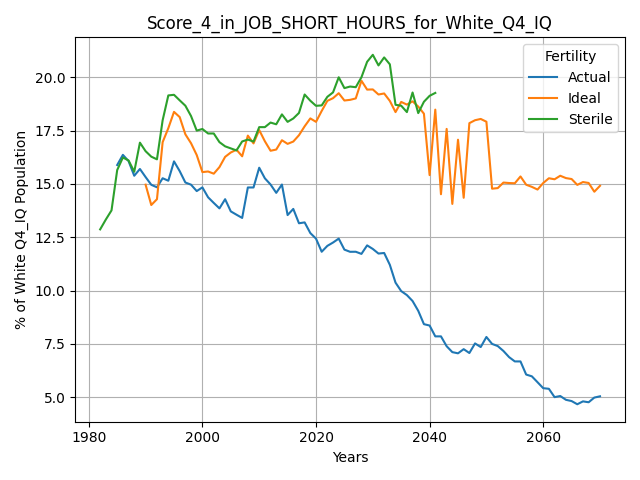 Score_4_in_JOB_SHORT_HOURS_for_White_Q4_IQ
% of White Q4_IQ Population
20.0
17.5
15.0
12.5
10.0
7.5
5.0
Fertility
Actual
Ideal
Sterile
1980
2000
2020
2040
2060
Years